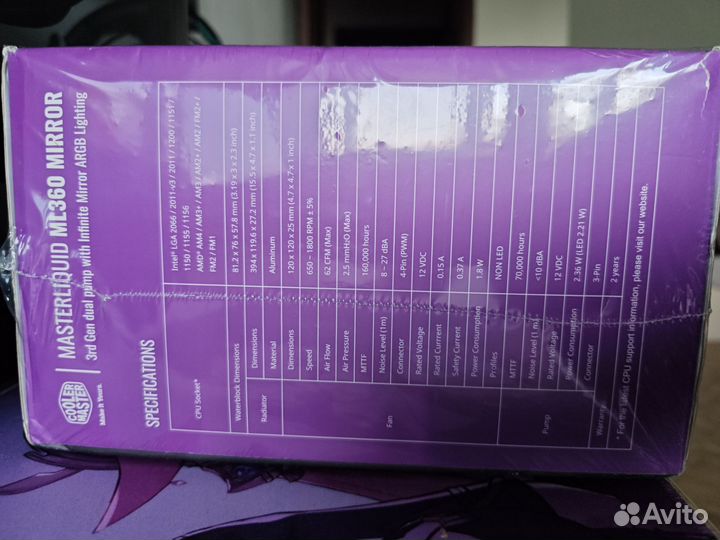 COOLER
MASTER
Make It Yours.
MASTERLIQUID ML360 MIRROR
3rd Gen dual pump with Infinite Mirror ARGB Lighting
SPECIFICATIONS
CPU Socket* Intel® LGA 2066 / 2011-v3 / 2011 / 1200 / 1151 /
1150 / 1155 / 1156
AMD® AM4 / AM3+ / AM3 / AM2+ / AM2 / FM2+ /
FM2 / FM1
Waterblock Dimensions 81.2 x 76 x 57.8 mm (3.19 x 3 x 2.3 inch)
Radiator Dimensions 394 x 119.6 x 27.2 mm (15.5 x 4.7 x 1.1 inch)
Material Aluminum
Fan Dimensions 120 x 120 x 25 mm (4.7 x 4.7 x 1 inch)
Speed 650 ~ 1800 RPM ± 5%
Air Flow 62 CFM (Max)
Air Pressure 2.5 mmH₂O (Max)
MTTF 160,000 hours
Noise Level (1m) 8 ~ 27 dBA
Connector 4-Pin (PWM)
Rated Voltage 12 VDC
Rated Currrent 0.15 A
Safety Current 0.37 A
Power Consumption 1.8 W
Profiles NON LED
Pump MTTF 70,000 hours
Noise Level (1 m) <10 dBA
Rated Voltage 12 VDC
Power Consumption 2.36 W (LED 2.21 W)
Connector 3-Pin
Warranty 2 years
* For the latest CPU support information, please visit our website.
Avito